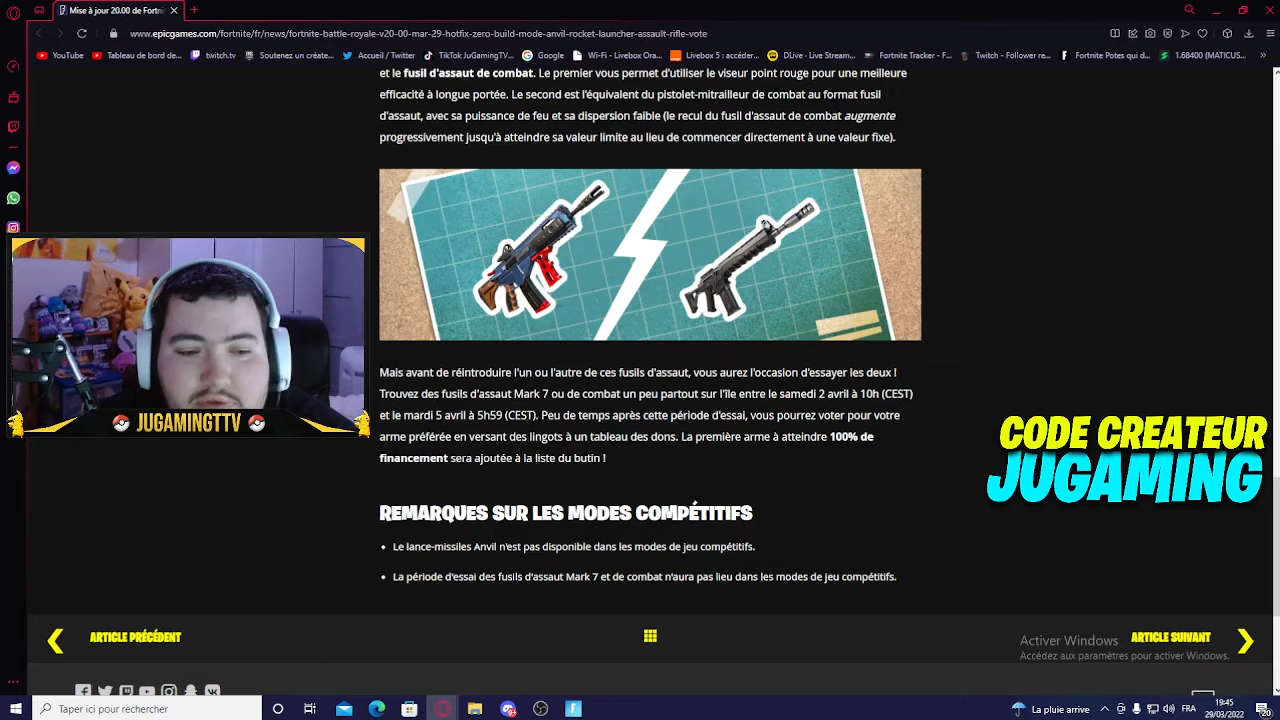 Mise à jour 20.00 de Fortni
www.epicgames.com/fortnite/fr/news/fortnite-battle-royale-v20-00-mar-29-hotfix-zero-build-mode-anvil-rocket-launcher-assault-rifle-vote
YouTube
Tableau de bord de...
twitch.tv
Soutenez un créate...
Accueil / Twitter
TikTok JuGamingTV...
Google
Wi-Fi - Livebox Ora...
Livebox 5 : accéder...
DLive · Live Stream...
Fortnite Tracker - F...
Twitch - Follower re...
Fortnite Potes qui d...
1.68400 (MATICUS...
et le fusil d'assaut de combat. Le premier vous permet d'utiliser le viseur point rouge pour une meilleure
efficacité à longue portée. Le second est l'équivalent du pistolet-mitrailleur de combat au format fusil
d'assaut, avec sa puissance de feu et sa dispersion faible (le recul du fusil d'assaut de combat augmente
progressivement jusqu'à atteindre sa valeur limite au lieu de commencer directement à une valeur fixe).
Mais avant de réintroduire l'un ou l'autre de ces fusils d'assaut, vous aurez l'occasion d'essayer les deux !
Trouvez des fusils d'assaut Mark 7 ou de combat un peu partout sur l'île entre le samedi 2 avril à 10h (CEST)
et le mardi 5 avril à 5h59 (CEST). Peu de temps après cette période d'essai, vous pourrez voter pour votre
arme préférée en versant des lingots à un tableau des dons. La première arme à atteindre 100% de
financement sera ajoutée à la liste du butin !
JUGAMINGTTV
CODE CREATEUR
JUGAMING
REMARQUES SUR LES MODES COMPÉTITIFS
• Le lance-missiles Anvil n'est pas disponible dans les modes de jeu compétitifs.
• La période d'essai des fusils d'assaut Mark 7 et de combat n'aura pas lieu dans les modes de jeu compétitifs.
ARTICLE PRÉCÉDENT
ARTICLE SUIVANT
Activer Windows
Accédez aux paramètres pour activer Windows.
Taper ici pour rechercher
La pluie arrive
FRA
19:45
29/03/2022